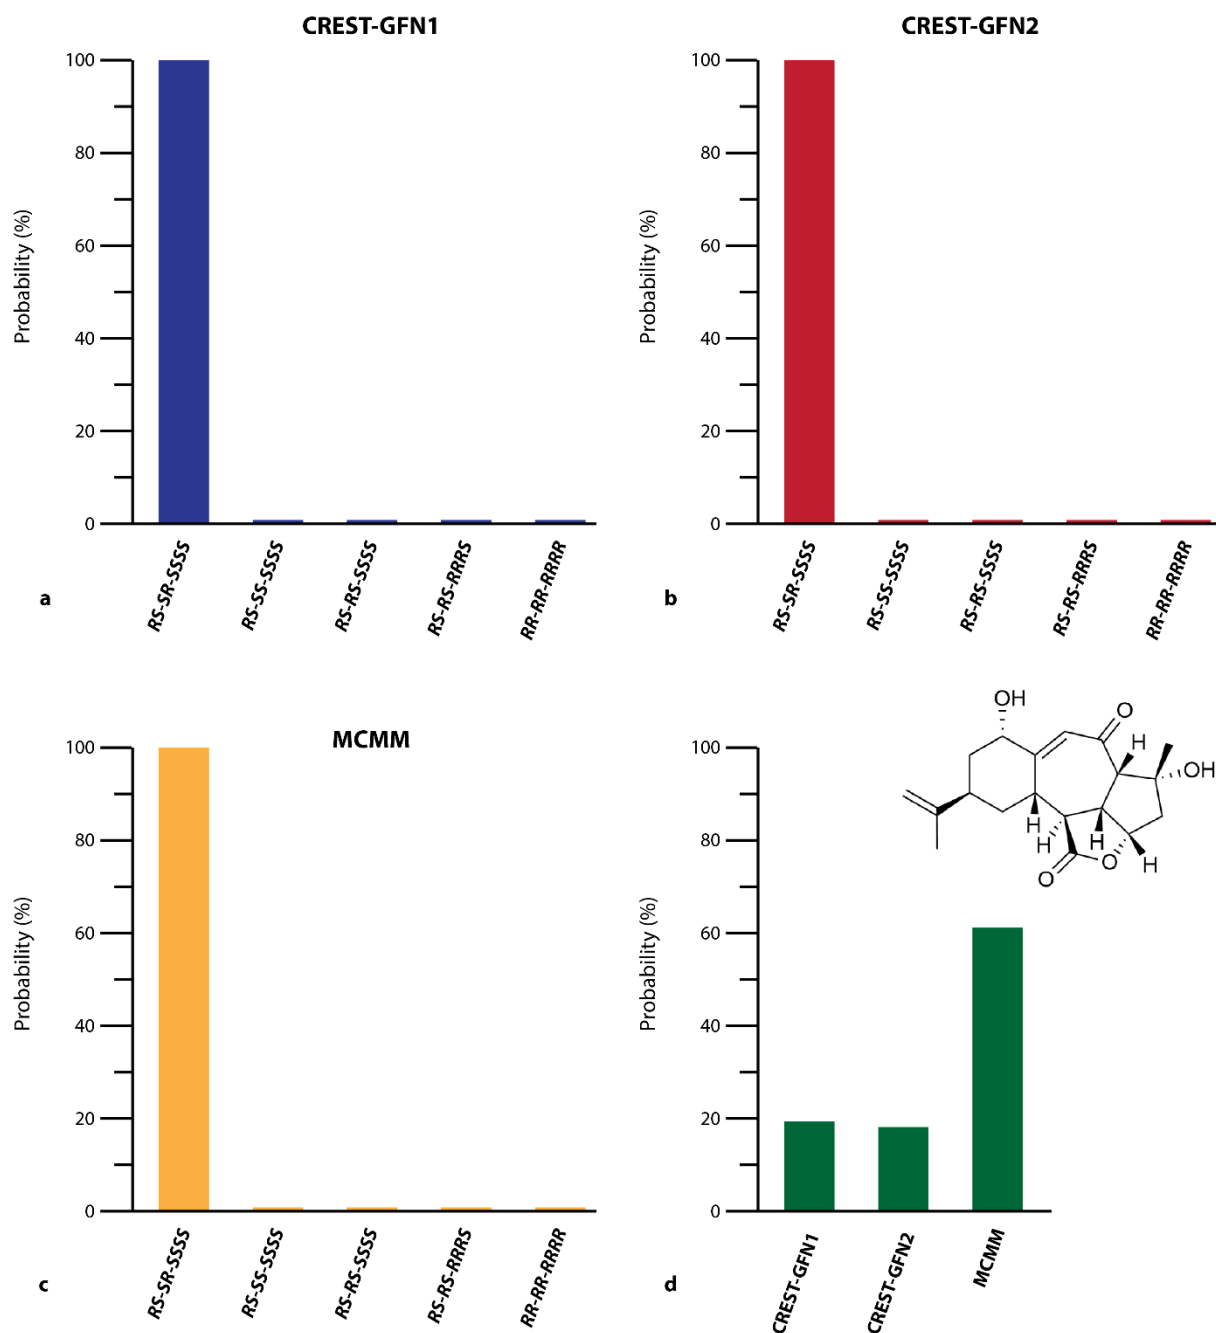 CREST-GFN1
Probability (%)
100
80
60
40
20
0
RS-SR-SSSS
RS-SS-SSSS
RS-RS-SSSS
RS-RS-RRRS
RR-RR-RRRR
a
CREST-GFN2
Probability (%)
100
80
60
40
20
0
RS-SR-SSSS
RS-SS-SSSS
RS-RS-SSSS
RS-RS-RRRS
RR-RR-RRRR
b
MCMM
Probability (%)
100
80
60
40
20
0
RS-SR-SSSS
RS-SS-SSSS
RS-RS-SSSS
RS-RS-RRRS
RR-RR-RRRR
c
OH
O
H
OH
H
H
H
H
O
O
Probability (%)
100
80
60
40
20
0
CREST-GFN1
CREST-GFN2
MCMM
d